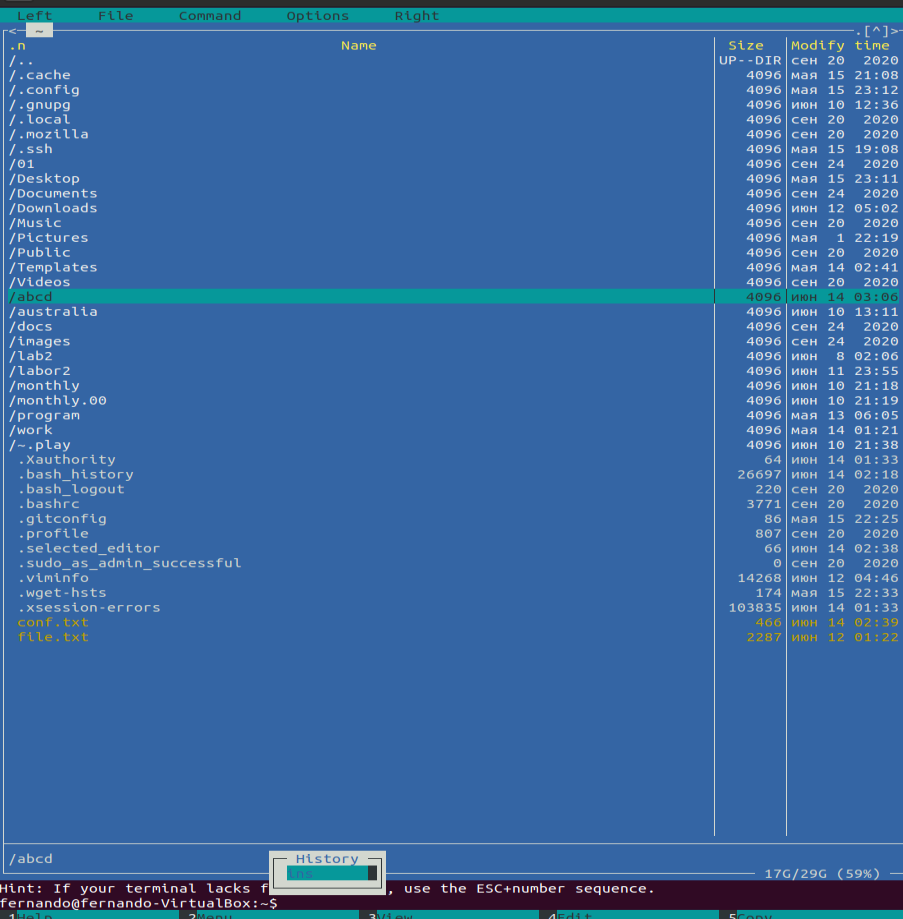 Left File Command Options Right
<- ~ .[^]>
.n Name Size Modify time
/.. UP--DIR сен 20 2020
/.cache 4096 мая 15 21:08
/.config 4096 мая 15 23:12
/.gnupg 4096 июн 10 12:36
/.local 4096 сен 20 2020
/.mozilla 4096 сен 20 2020
/.ssh 4096 мая 15 19:08
/01 4096 сен 24 2020
/Desktop 4096 мая 15 23:11
/Documents 4096 сен 24 2020
/Downloads 4096 июн 12 05:02
/Music 4096 сен 20 2020
/Pictures 4096 мая 1 22:19
/Public 4096 сен 20 2020
/Templates 4096 мая 14 02:41
/Videos 4096 сен 20 2020
/abcd 4096 июн 14 03:06
/australia 4096 июн 10 13:11
/docs 4096 сен 24 2020
/images 4096 сен 24 2020
/lab2 4096 июн 8 02:06
/labor2 4096 июн 11 23:55
/monthly 4096 июн 10 21:18
/monthly.00 4096 июн 10 21:19
/program 4096 мая 13 06:05
/work 4096 мая 14 01:21
/~.play 4096 июн 10 21:38
.Xauthority 64 июн 14 01:33
.bash_history 26697 июн 14 02:18
.bash_logout 220 сен 20 2020
.bashrc 3771 сен 20 2020
.gitconfig 86 мая 15 22:25
.profile 807 сен 20 2020
.selected_editor 66 июн 14 02:38
.sudo_as_admin_successful 0 сен 20 2020
.viminfo 14268 июн 12 04:46
.wget-hsts 174 мая 15 22:33
.xsession-errors 103835 июн 14 01:33
conf.txt 466 июн 14 02:39
file.txt 2287 июн 12 01:22
/abcd
History
ins
17G/29G (59%)
Hint: If your terminal lacks f , use the ESC+number sequence.
fernando@fernando-VirtualBox:~$
1Help 2Menu 3View 4Edit 5Copy